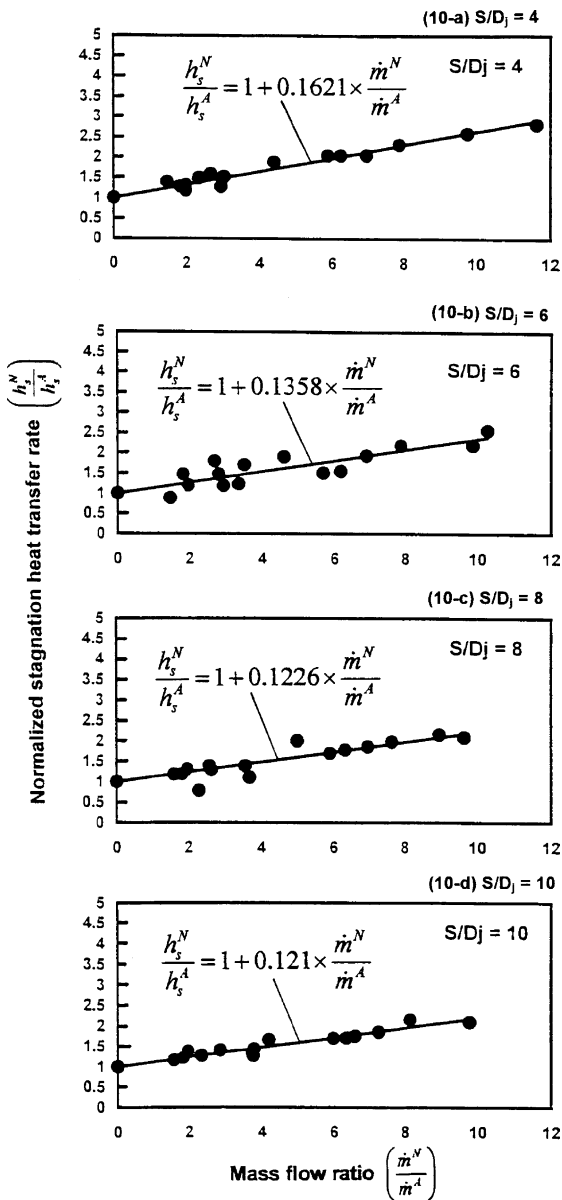 (10-a) S/Dj = 4
5
4.5
4
3.5
3
2.5
2
1.5
1
0.5
0
h_s^N / h_s^A = 1 + 0.1621 × ṁ^N / ṁ^A
S/Dj = 4
0 2 4 6 8 10 12
(10-b) S/Dj = 6
5
4.5
4
3.5
3
2.5
2
1.5
1
0.5
0
h_s^N / h_s^A = 1 + 0.1358 × ṁ^N / ṁ^A
S/Dj = 6
0 2 4 6 8 10 12
Normalized stagnation heat transfer rate (h_s^N / h_s^A)
(10-c) S/Dj = 8
5
4.5
4
3.5
3
2.5
2
1.5
1
0.5
0
h_s^N / h_s^A = 1 + 0.1226 × ṁ^N / ṁ^A
S/Dj = 8
0 2 4 6 8 10 12
(10-d) S/Dj = 10
5
4.5
4
3.5
3
2.5
2
1.5
1
0.5
0
h_s^N / h_s^A = 1 + 0.121 × ṁ^N / ṁ^A
S/Dj = 10
0 2 4 6 8 10 12
Mass flow ratio (ṁ^N / ṁ^A)